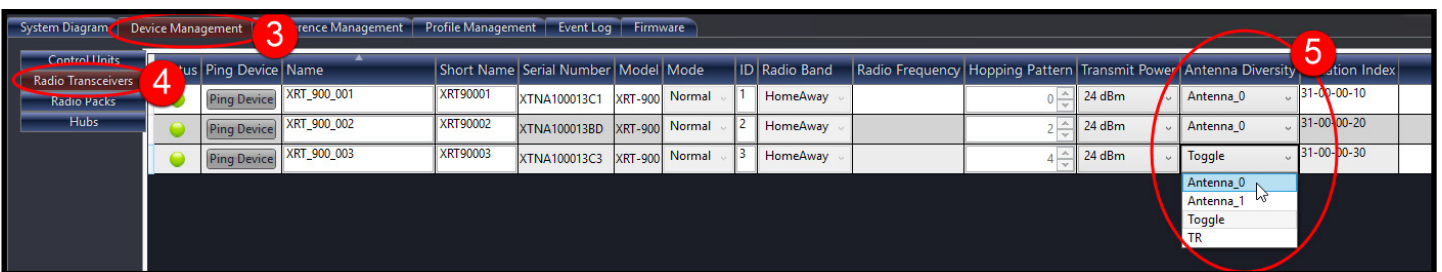 System Diagram Device Management 3 rence Management Profile Management Event Log Firmware
Control Units
Radio Transceivers 4
Radio Packs
Hubs
tus Ping Device Name Short Name Serial Number Model Mode ID Radio Band Radio Frequency Hopping Pattern Transmit Power Antenna Diversity 5 ation Index
Ping Device XRT_900_001 XRT90001 XTNA100013C1 XRT-900 Normal 1 HomeAway 0 24 dBm Antenna_0 31-00-00-10
Ping Device XRT_900_002 XRT90002 XTNA100013BD XRT-900 Normal 2 HomeAway 2 24 dBm Antenna_0 31-00-00-20
Ping Device XRT_900_003 XRT90003 XTNA100013C3 XRT-900 Normal 3 HomeAway 4 24 dBm Toggle 31-00-00-30
Antenna_0
Antenna_1
Toggle
TR